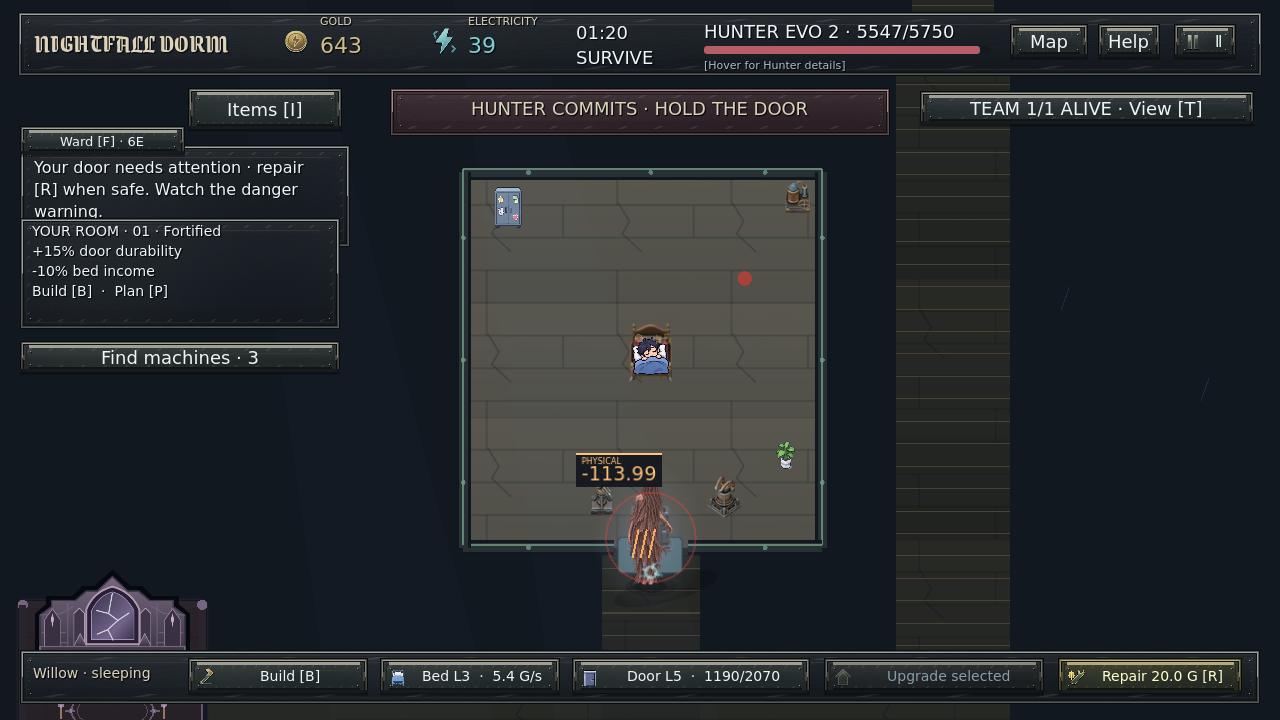 NIGHTFALL DORM
GOLD
643
ELECTRICITY
39
01:20
SURVIVE
HUNTER EVO 2 · 5547/5750
[Hover for Hunter details]
Map
Help
II
Items [I]
HUNTER COMMITS · HOLD THE DOOR
TEAM 1/1 ALIVE · View [T]
Ward [F] · 6E
Your door needs attention · repair
[R] when safe. Watch the danger
warning.
YOUR ROOM · 01 · Fortified
+15% door durability
-10% bed income
Build [B] · Plan [P]
Find machines · 3
PHYSICAL
-113.99
Willow · sleeping
Build [B]
Bed L3 · 5.4 G/s
Door L5 · 1190/2070
Upgrade selected
Repair 20.0 G [R]